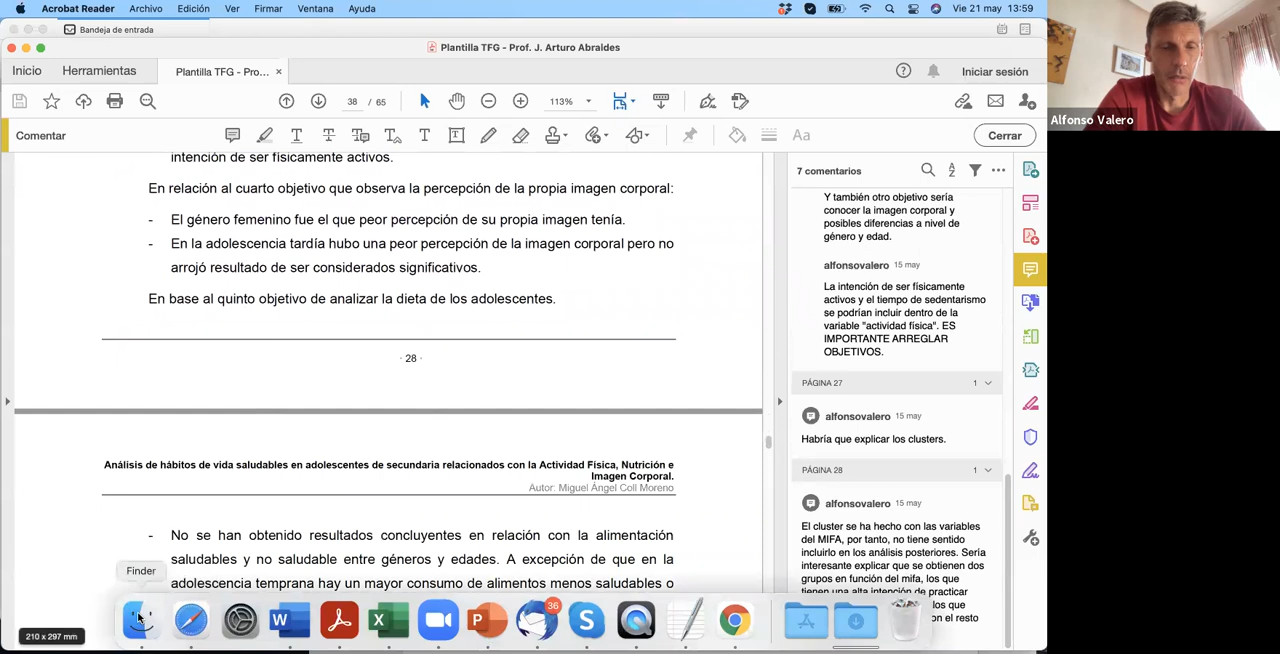 Acrobat Reader Archivo Edición Ver Firmar Ventana Ayuda Vie 21 may 13:59
Bandeja de entrada
Plantilla TFG - Prof. J. Arturo Abraldes
Inicio Herramientas Plantilla TFG - Pro... × Iniciar sesión
38 / 65 113%
Comentar Aa Cerrar
intención de ser físicamente activos.
En relación al cuarto objetivo que observa la percepción de la propia imagen corporal:
- El género femenino fue el que peor percepción de su propia imagen tenía.
- En la adolescencia tardía hubo una peor percepción de la imagen corporal pero no
arrojó resultado de ser considerados significativos.
En base al quinto objetivo de analizar la dieta de los adolescentes.
· 28 ·
Análisis de hábitos de vida saludables en adolescentes de secundaria relacionados con la Actividad Física, Nutrición e
Imagen Corporal.
Autor: Miguel Ángel Coll Moreno
- No se han obtenido resultados concluyentes en relación con la alimentación
saludables y no saludable entre géneros y edades. A excepción de que en la
adolescencia temprana hay un mayor consumo de alimentos menos saludables o
Finder
36
210 x 297 mm
7 comentarios
Y también otro objetivo sería
conocer la imagen corporal y
posibles diferencias a nivel de
género y edad.
alfonsovalero 15 may
La intención de ser físicamente
activos y el tiempo de sedentarismo
se podrían incluir dentro de la
variable "actividad física". ES
IMPORTANTE ARREGLAR
OBJETIVOS.
PÁGINA 27 1
alfonsovalero 15 may
Habría que explicar los clusters.
PÁGINA 28 1
alfonsovalero 15 may
El cluster se ha hecho con las variables
del MIFA, por tanto, no tiene sentido
incluirlo en los análisis posteriores. Sería
interesante explicar que se obtienen dos
grupos en función del mifa, los que
tienen una alta intención de practicar
los que
on el resto
Alfonso Valero